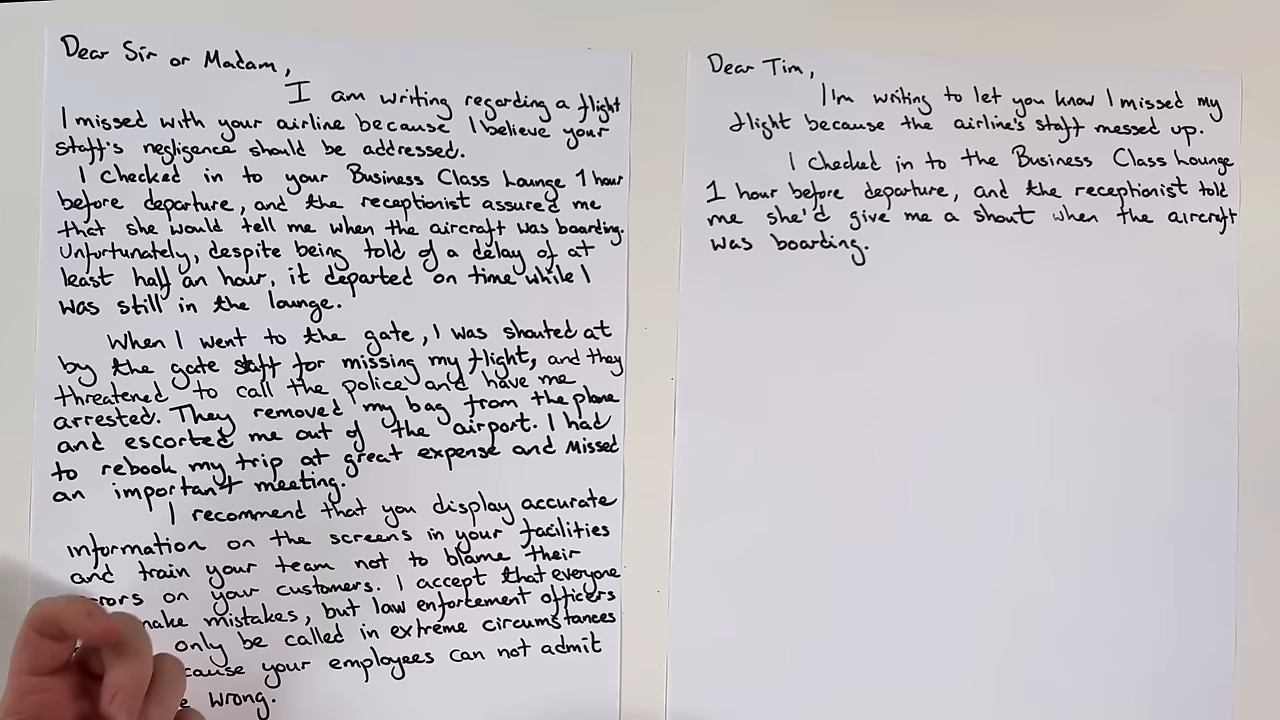 Dear Sir or Madam,
I am writing regarding a flight
I missed with your airline because I believe your
staff's negligence should be addressed.
I checked in to your Business Class Lounge 1 hour
before departure, and the receptionist assured me
that she would tell me when the aircraft was boarding.
Unfortunately, despite being told of a delay of at
least half an hour, it departed on time while I
was still in the lounge.
When I went to the gate, I was shouted at
by the gate staff for missing my flight, and they
threatened to call the police and have me
arrested. They removed my bag from the plane
and escorted me out of the airport. I had
to rebook my trip at great expense and missed
an important meeting.
I recommend that you display accurate
information on the screens in your facilities
and train your team not to blame their
rors on your customers. I accept that everyone
make mistakes, but law enforcement officers
only be called in extreme circumstances
cause your employees can not admit
e wrong.
Dear Tim,
I'm writing to let you know I missed my
flight because the airline's staff messed up.
I checked in to the Business Class Lounge
1 hour before departure, and the receptionist told
me she'd give me a shout when the aircraft
was boarding.